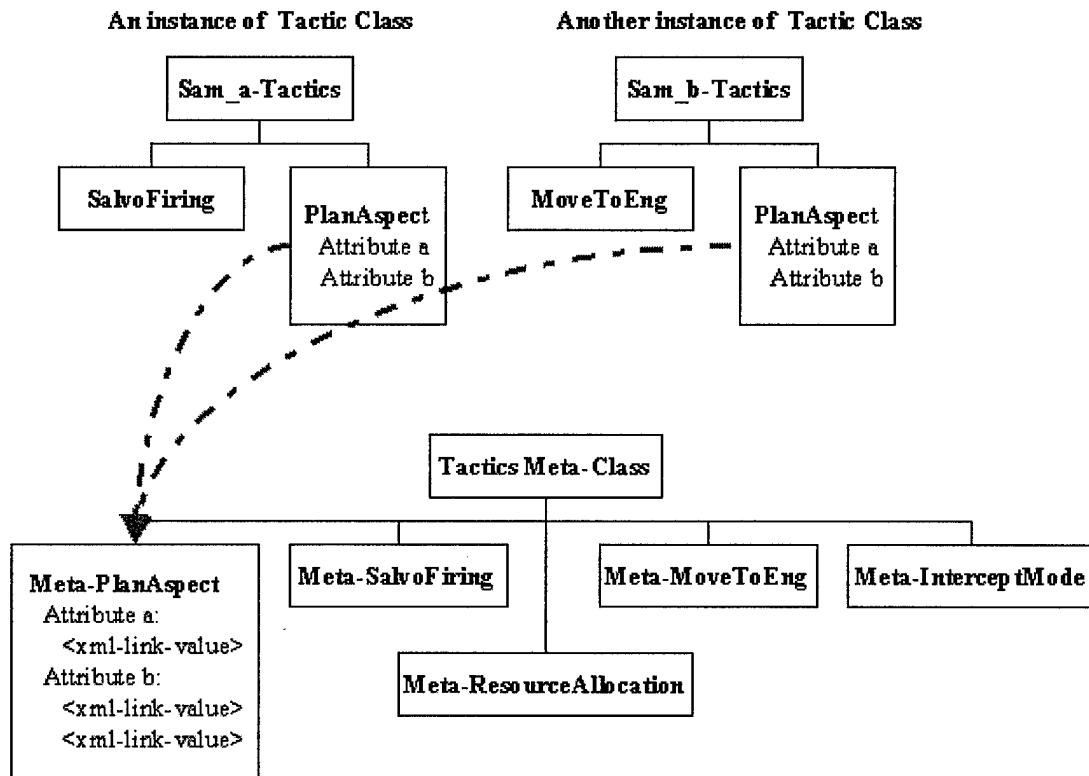 An instance of Tactic Class
Another instance of Tactic Class
Sam_a-Tactics
Sam_b-Tactics
SalvoFiring
PlanAspect
Attribute a
Attribute b
MoveToEng
PlanAspect
Attribute a
Attribute b
Tactics Meta-Class
Meta-PlanAspect
Attribute a:
<xml-link-value>
Attribute b:
<xml-link-value>
<xml-link-value>
Meta-SalvoFiring
Meta-MoveToEng
Meta-InterceptMode
Meta-ResourceAllocation